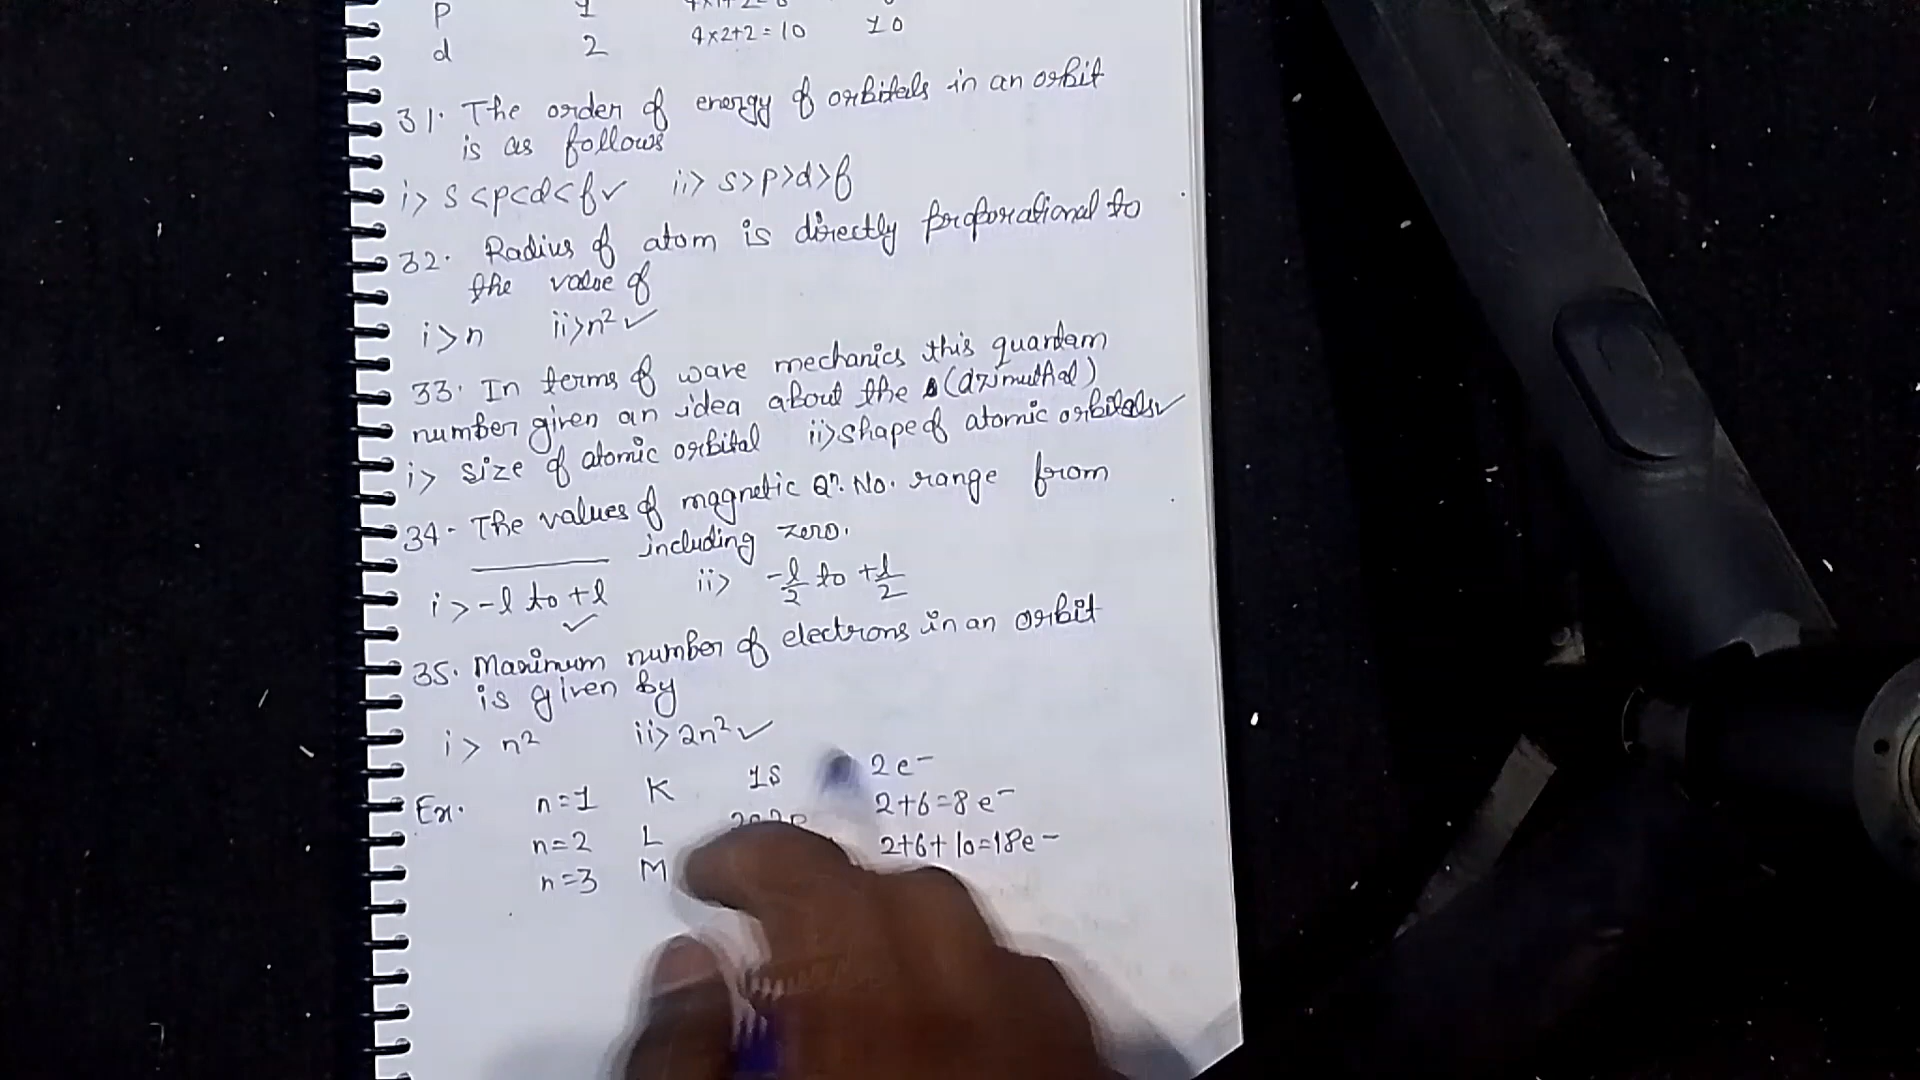 P 1
d 2 4×2+2=10 10
31. The order of energy of orbitals in an orbit
is as follows
i> s<p<d<f✓ ii> s>p>d>f
32. Radius of atom is directly proporational to
the value of
i>n ii>n²✓
33. In terms of wave mechanics this quantam
number given an idea about the (azimuthal)
i> size of atomic orbital ii>shape of atomic orbitals✓
34. The values of magnetic Qn. No. range from
______ including zero.
i>-l to +l ii> -l/2 to +l/2
✓
35. Maximum number of electrons in an orbit
is given by
i> n² ii>2n²✓
Ex. n=1 K 1s 2e-
n=2 L 2s2p 2+6=8e-
n=3 M 2+6+10=18e-